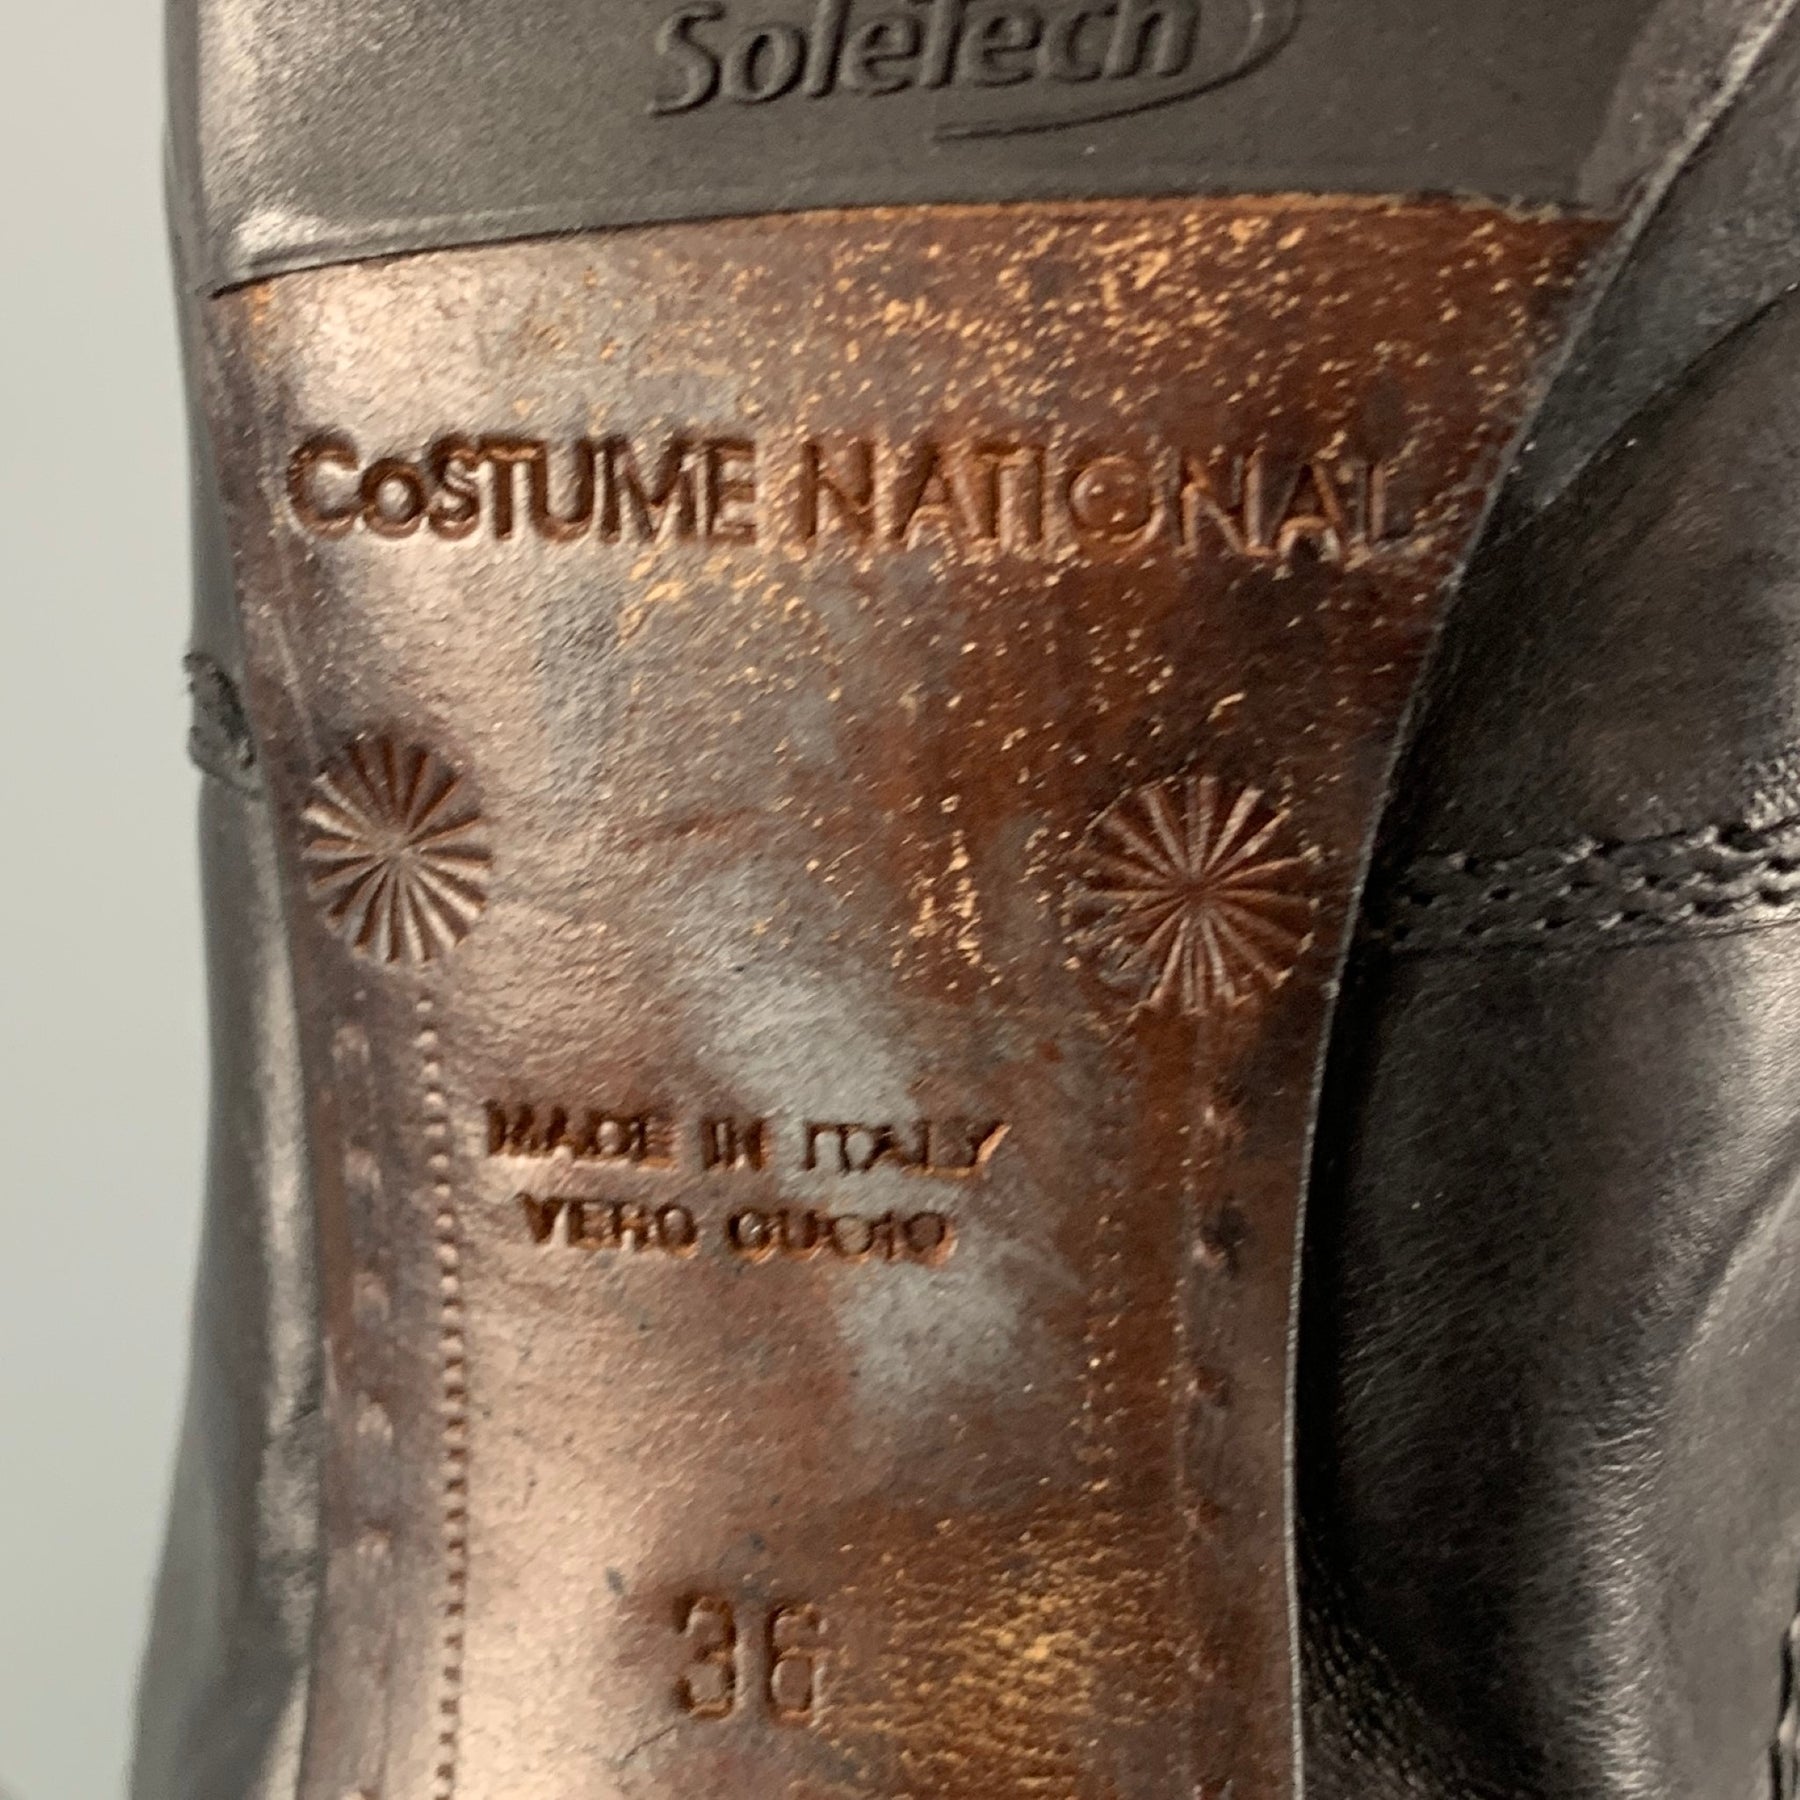 SoleTech
CoSTUME NATIONAL
MADE IN ITALY
VERO CUOIO
36